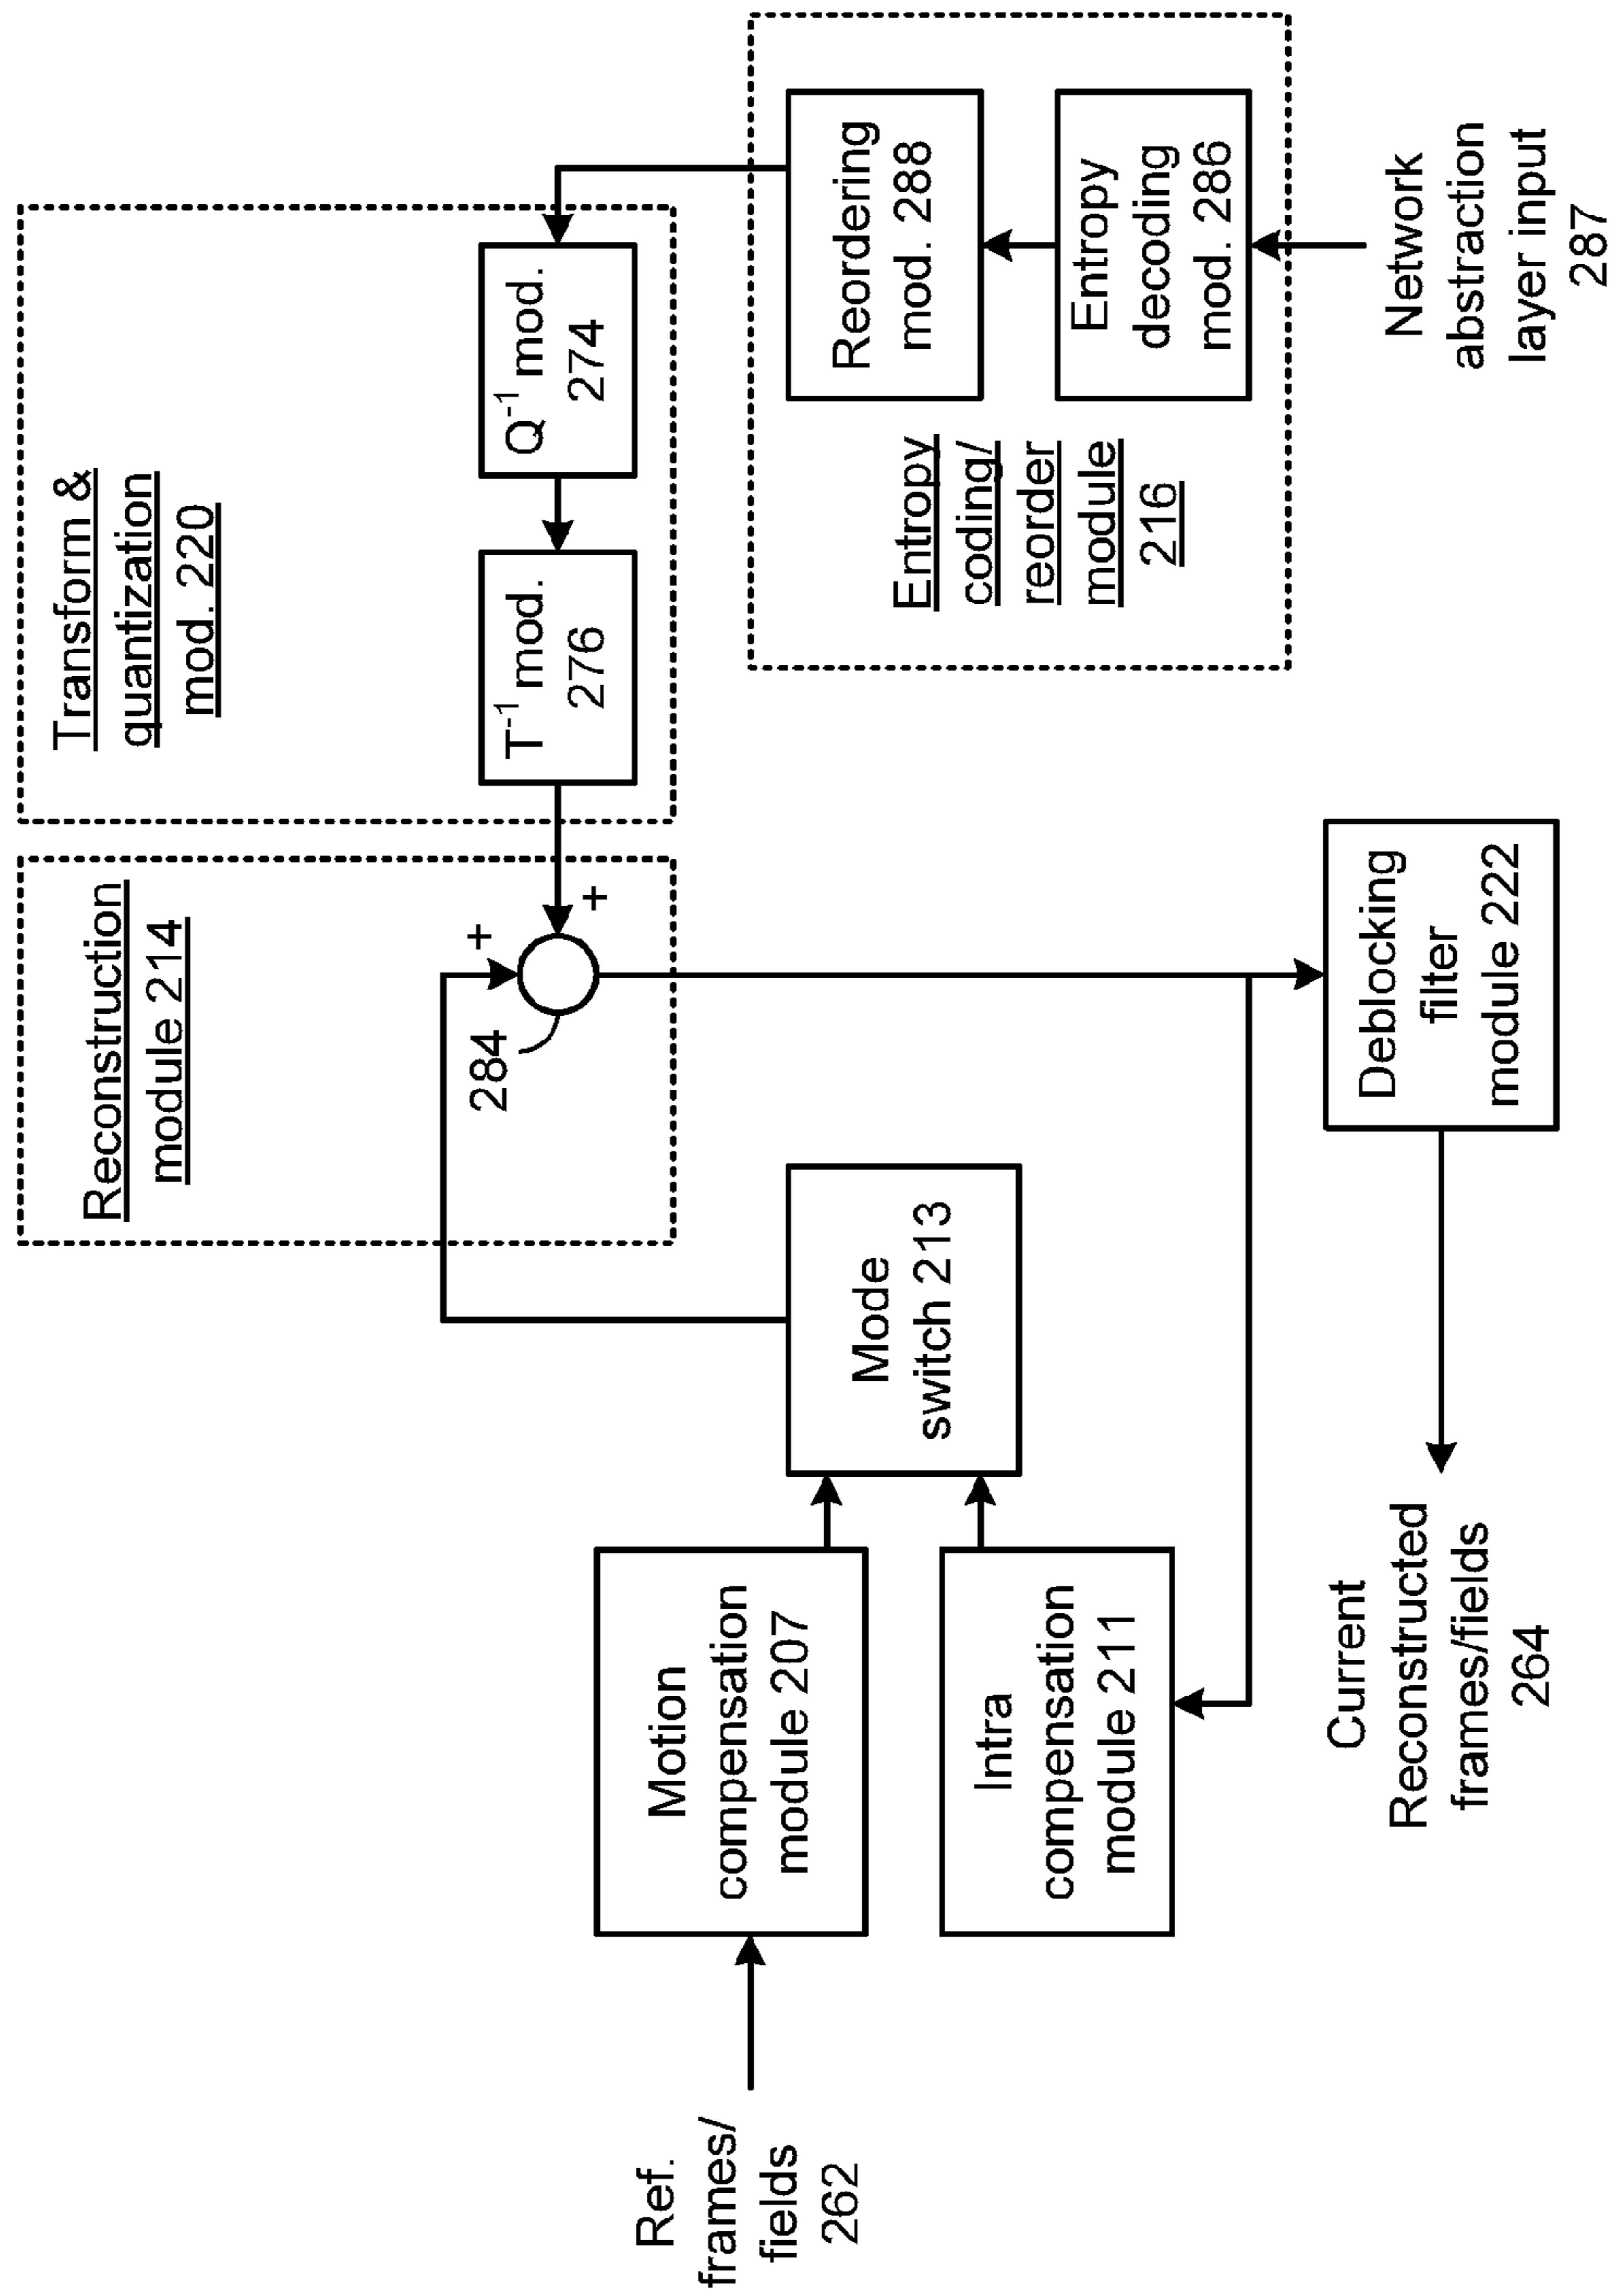 Transform &
quantization
mod. 220
Reconstruction
module 214
Q⁻¹ mod.
274
T⁻¹ mod.
276
+
+
284
Reordering
mod. 288
Entropy
decoding
mod. 286
Entropy
coding/
reorder
module
216
Network
abstraction
layer input
287
Mode
switch 213
Motion
compensation
module 207
Intra
compensation
module 211
Ref.
frames/
fields
262
Deblocking
filter
module 222
Current
Reconstructed
frames/fields
264